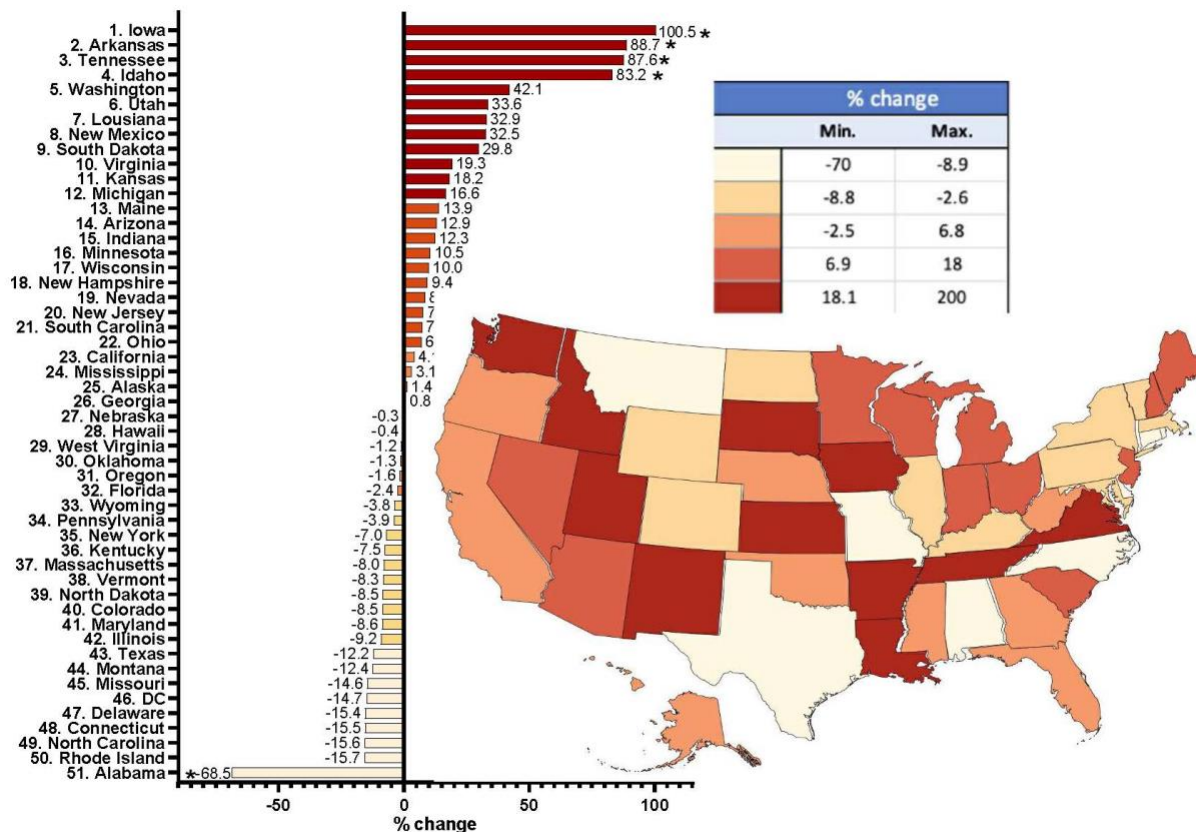 1. Iowa 100.5 *
2. Arkansas 88.7 *
3. Tennessee 87.6 *
4. Idaho 83.2 *
5. Washington 42.1
6. Utah 33.6
7. Lousiana 32.9
8. New Mexico 32.5
9. South Dakota 29.8
10. Virginia 19.3
11. Kansas 18.2
12. Michigan 16.6
13. Maine 13.9
14. Arizona 12.9
15. Indiana 12.3
16. Minnesota 10.5
17. Wisconsin 10.0
18. New Hampshire 9.4
19. Nevada
20. New Jersey 7
21. South Carolina 7
22. Ohio 6
23. California 4.
24. Mississippi 3.1
25. Alaska 1.4
26. Georgia 0.8
27. Nebraska -0.3
28. Hawaii -0.4
29. West Virginia -1.2
30. Oklahoma -1.3
31. Oregon -1.6
32. Florida -2.4
33. Wyoming -3.8
34. Pennsylvania -3.9
35. New York -7.0
36. Kentucky -7.5
37. Massachusetts -8.0
38. Vermont -8.3
39. North Dakota -8.5
40. Colorado -8.5
41. Maryland -8.6
42. Illinois -9.2
43. Texas -12.2
44. Montana -12.4
45. Missouri -14.6
46. DC -14.7
47. Delaware -15.4
48. Connecticut -15.5
49. North Carolina -15.6
50. Rhode Island -15.7
51. Alabama *-68.5
-50 0 50 100
% change
% change
Min. Max.
-70 -8.9
-8.8 -2.6
-2.5 6.8
6.9 18
18.1 200